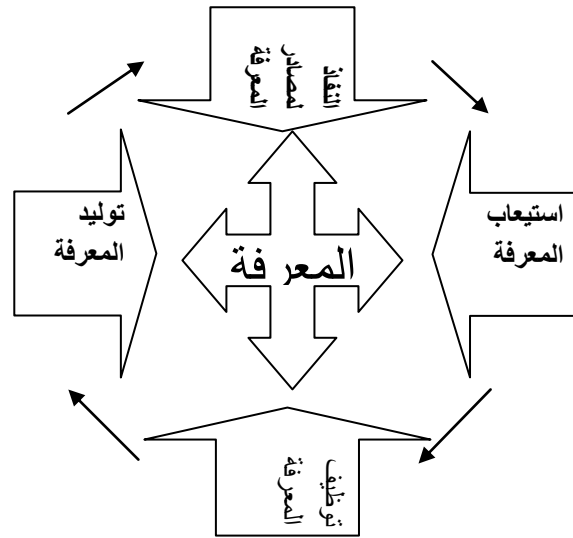 النفاذ
لمصادر
المعرفة
توليد
المعرفة
المعرفة
استيعاب
المعرفة
توظيف
المعرفة